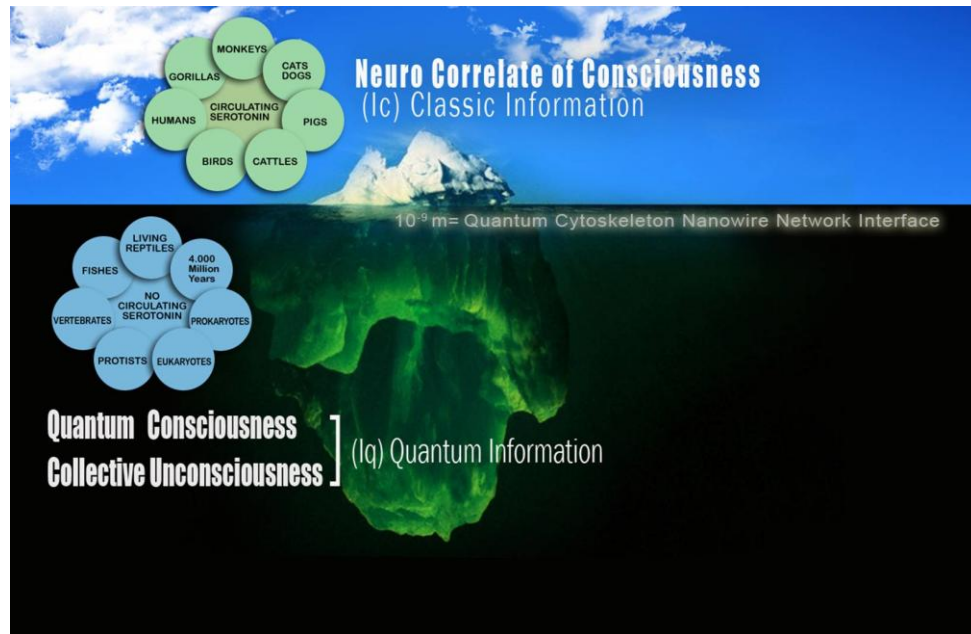 MONKEYS
CATS
DOGS
GORILLAS
CIRCULATING
SEROTONIN
HUMANS
PIGS
BIRDS
CATTLES
Neuro Correlate of Consciousness
(Ic) Classic Information
10⁻⁹ m= Quantum Cytoskeleton Nanowire Network Interface
LIVING
REPTILES
4.000
Million
Years
FISHES
NO
CIRCULATING
SEROTONIN
VERTEBRATES
PROKARYOTES
PROTISTS
EUKARYOTES
Quantum Consciousness
Collective Unconsciousness
(Iq) Quantum Information